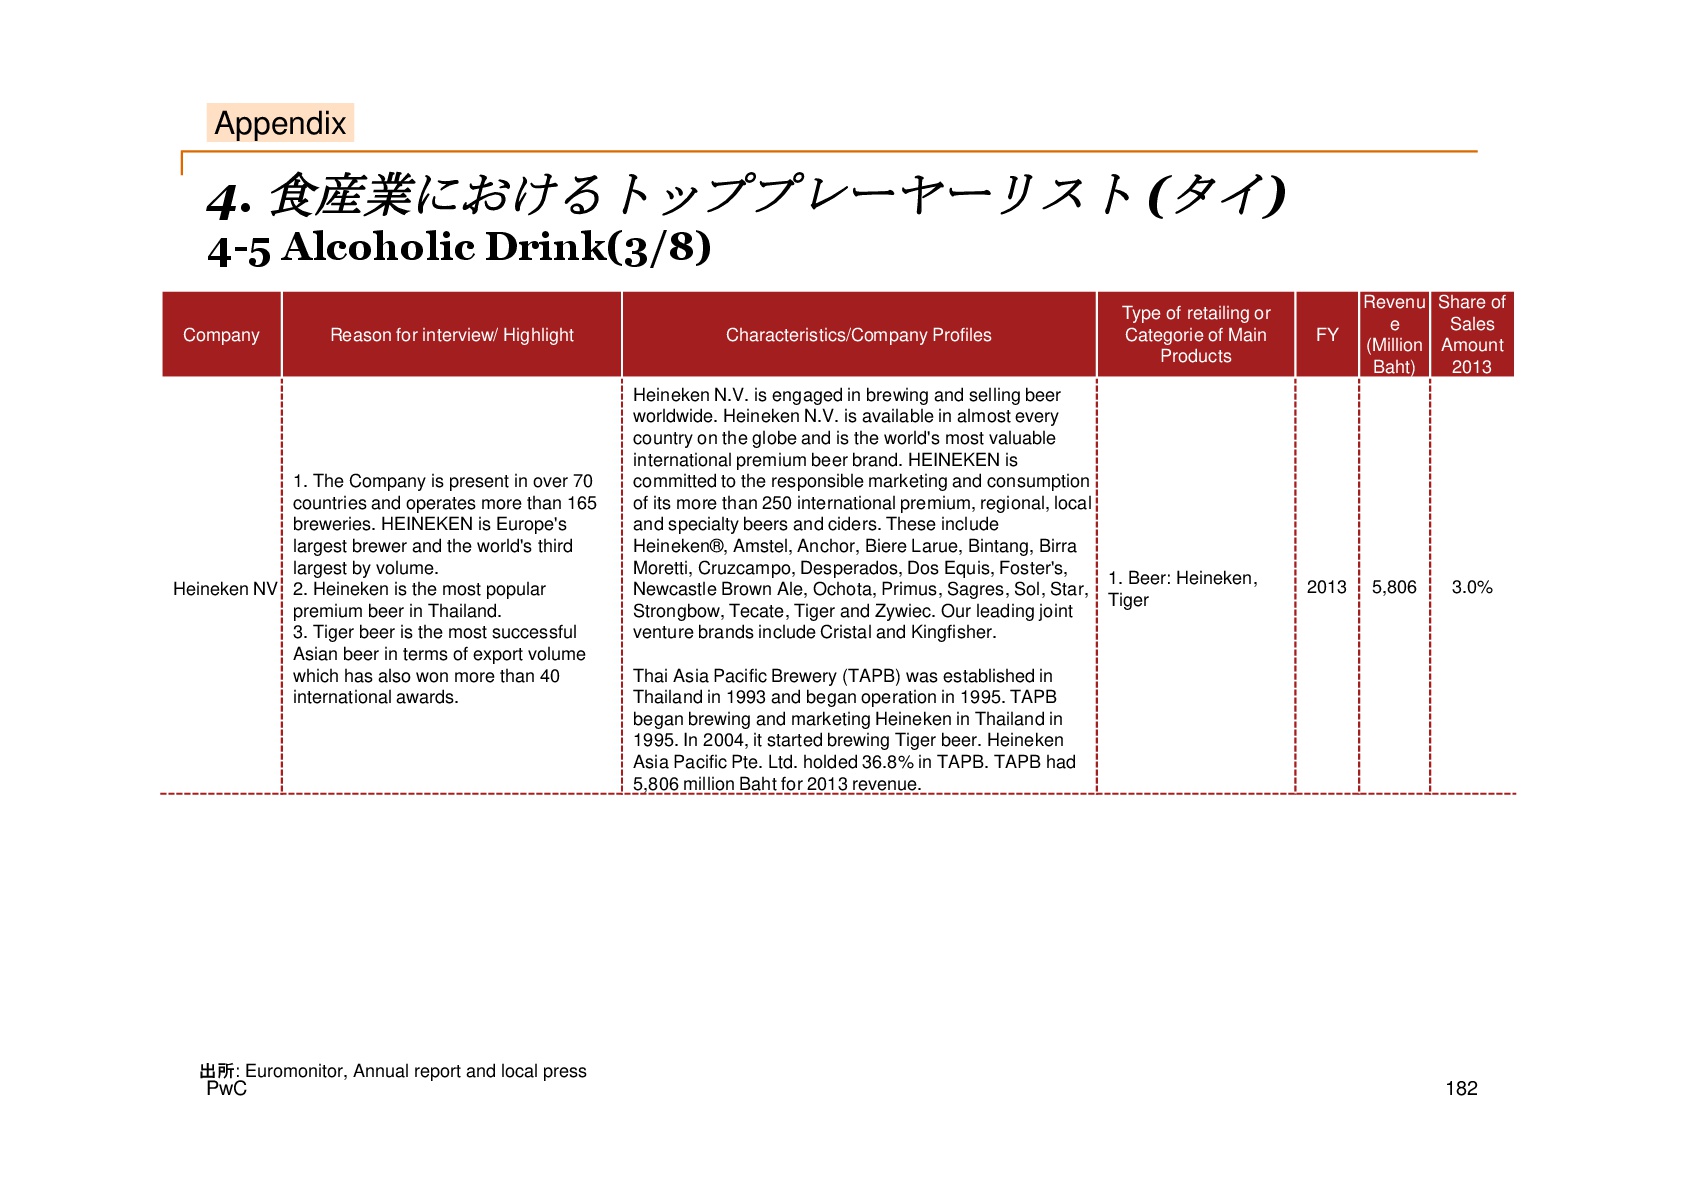 Appendix
4. 食産業におけるトッププレーヤーリスト(タイ)
4-5 Alcoholic Drink(3/8)
Company
Reason for interview/ Highlight
Characteristics/Company Profiles
Type of retailing or
Categorie of Main
Products
FY
Revenu
e
(Million
Baht)
Share of
Sales
Amount
2013
Heineken NV
1. The Company is present in over 70
countries and operates more than 165
breweries. HEINEKEN is Europe's
largest brewer and the world's third
largest by volume.
2. Heineken is the most popular
premium beer in Thailand.
3. Tiger beer is the most successful
Asian beer in terms of export volume
which has also won more than 40
international awards.
Heineken N.V. is engaged in brewing and selling beer
worldwide. Heineken N.V. is available in almost every
country on the globe and is the world's most valuable
international premium beer brand. HEINEKEN is
committed to the responsible marketing and consumption
of its more than 250 international premium, regional, local
and specialty beers and ciders. These include
Heineken®, Amstel, Anchor, Biere Larue, Bintang, Birra
Moretti, Cruzcampo, Desperados, Dos Equis, Foster's,
Newcastle Brown Ale, Ochota, Primus, Sagres, Sol, Star,
Strongbow, Tecate, Tiger and Zywiec. Our leading joint
venture brands include Cristal and Kingfisher.
Thai Asia Pacific Brewery (TAPB) was established in
Thailand in 1993 and began operation in 1995. TAPB
began brewing and marketing Heineken in Thailand in
1995. In 2004, it started brewing Tiger beer. Heineken
Asia Pacific Pte. Ltd. holded 36.8% in TAPB. TAPB had
5,806 million Baht for 2013 revenue.
1. Beer: Heineken,
Tiger
2013
5,806
3.0%
出所: Euromonitor, Annual report and local press
PwC
182